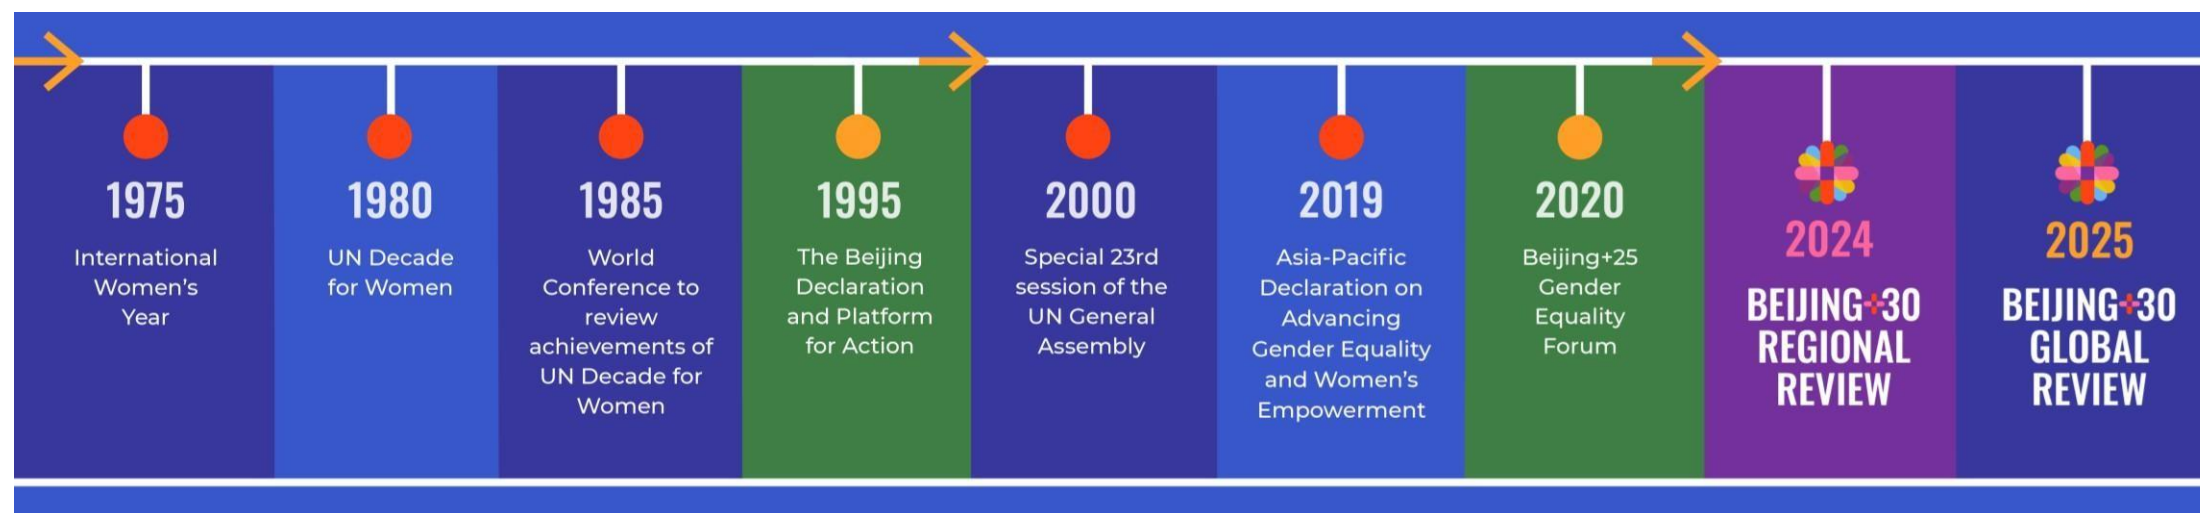 1975
International
Women's
Year
1980
UN Decade
for Women
1985
World
Conference to
review
achievements of
UN Decade for
Women
1995
The Beijing
Declaration
and Platform
for Action
2000
Special 23rd
session of the
UN General
Assembly
2019
Asia-Pacific
Declaration on
Advancing
Gender Equality
and Women's
Empowerment
2020
Beijing+25
Gender
Equality
Forum
2024
BEIJING+30
REGIONAL
REVIEW
2025
BEIJING+30
GLOBAL
REVIEW